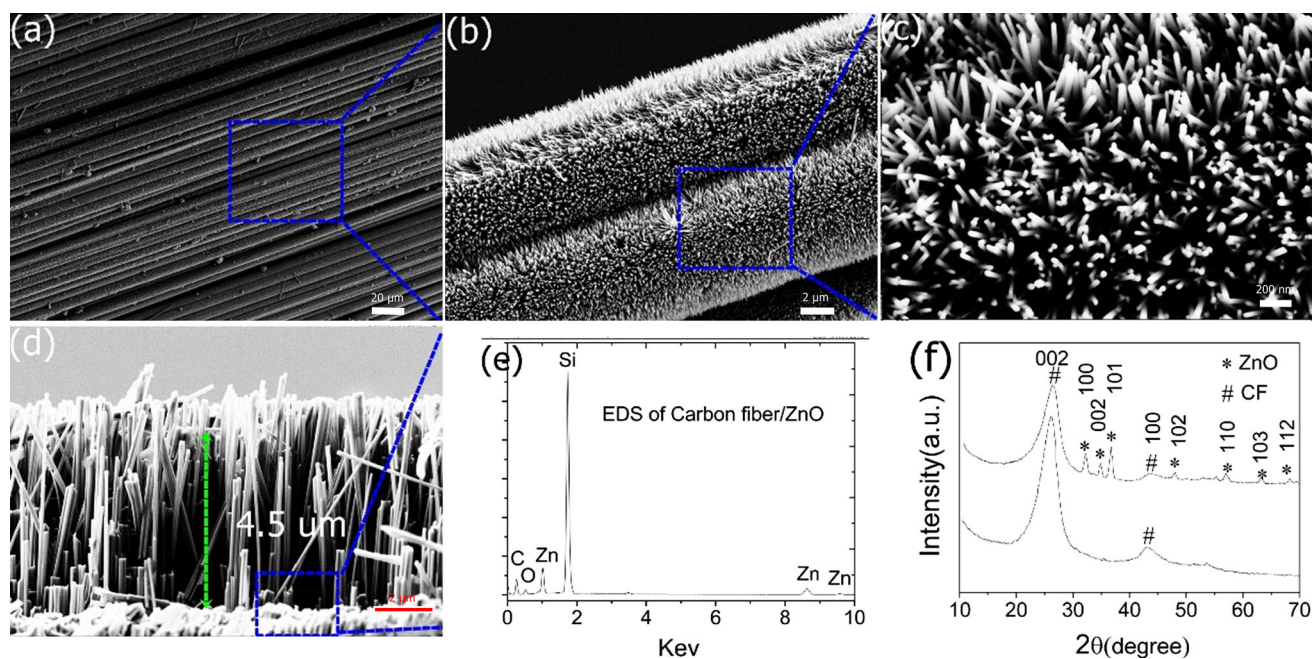 (a)
20 μm
(b)
2 μm
(c)
200 nm
(d)
4.5 um
2 μm
(e)
Si
EDS of Carbon fiber/ZnO
C
O
Zn
Zn
Zn
0 2 4 6 8 10
Kev
(f)
002
#
100
002
101
100
102
110
103
112
* ZnO
# CF
* * * # * * * *
#
Intensity(a.u.)
10 20 30 40 50 60 70
2θ(degree)